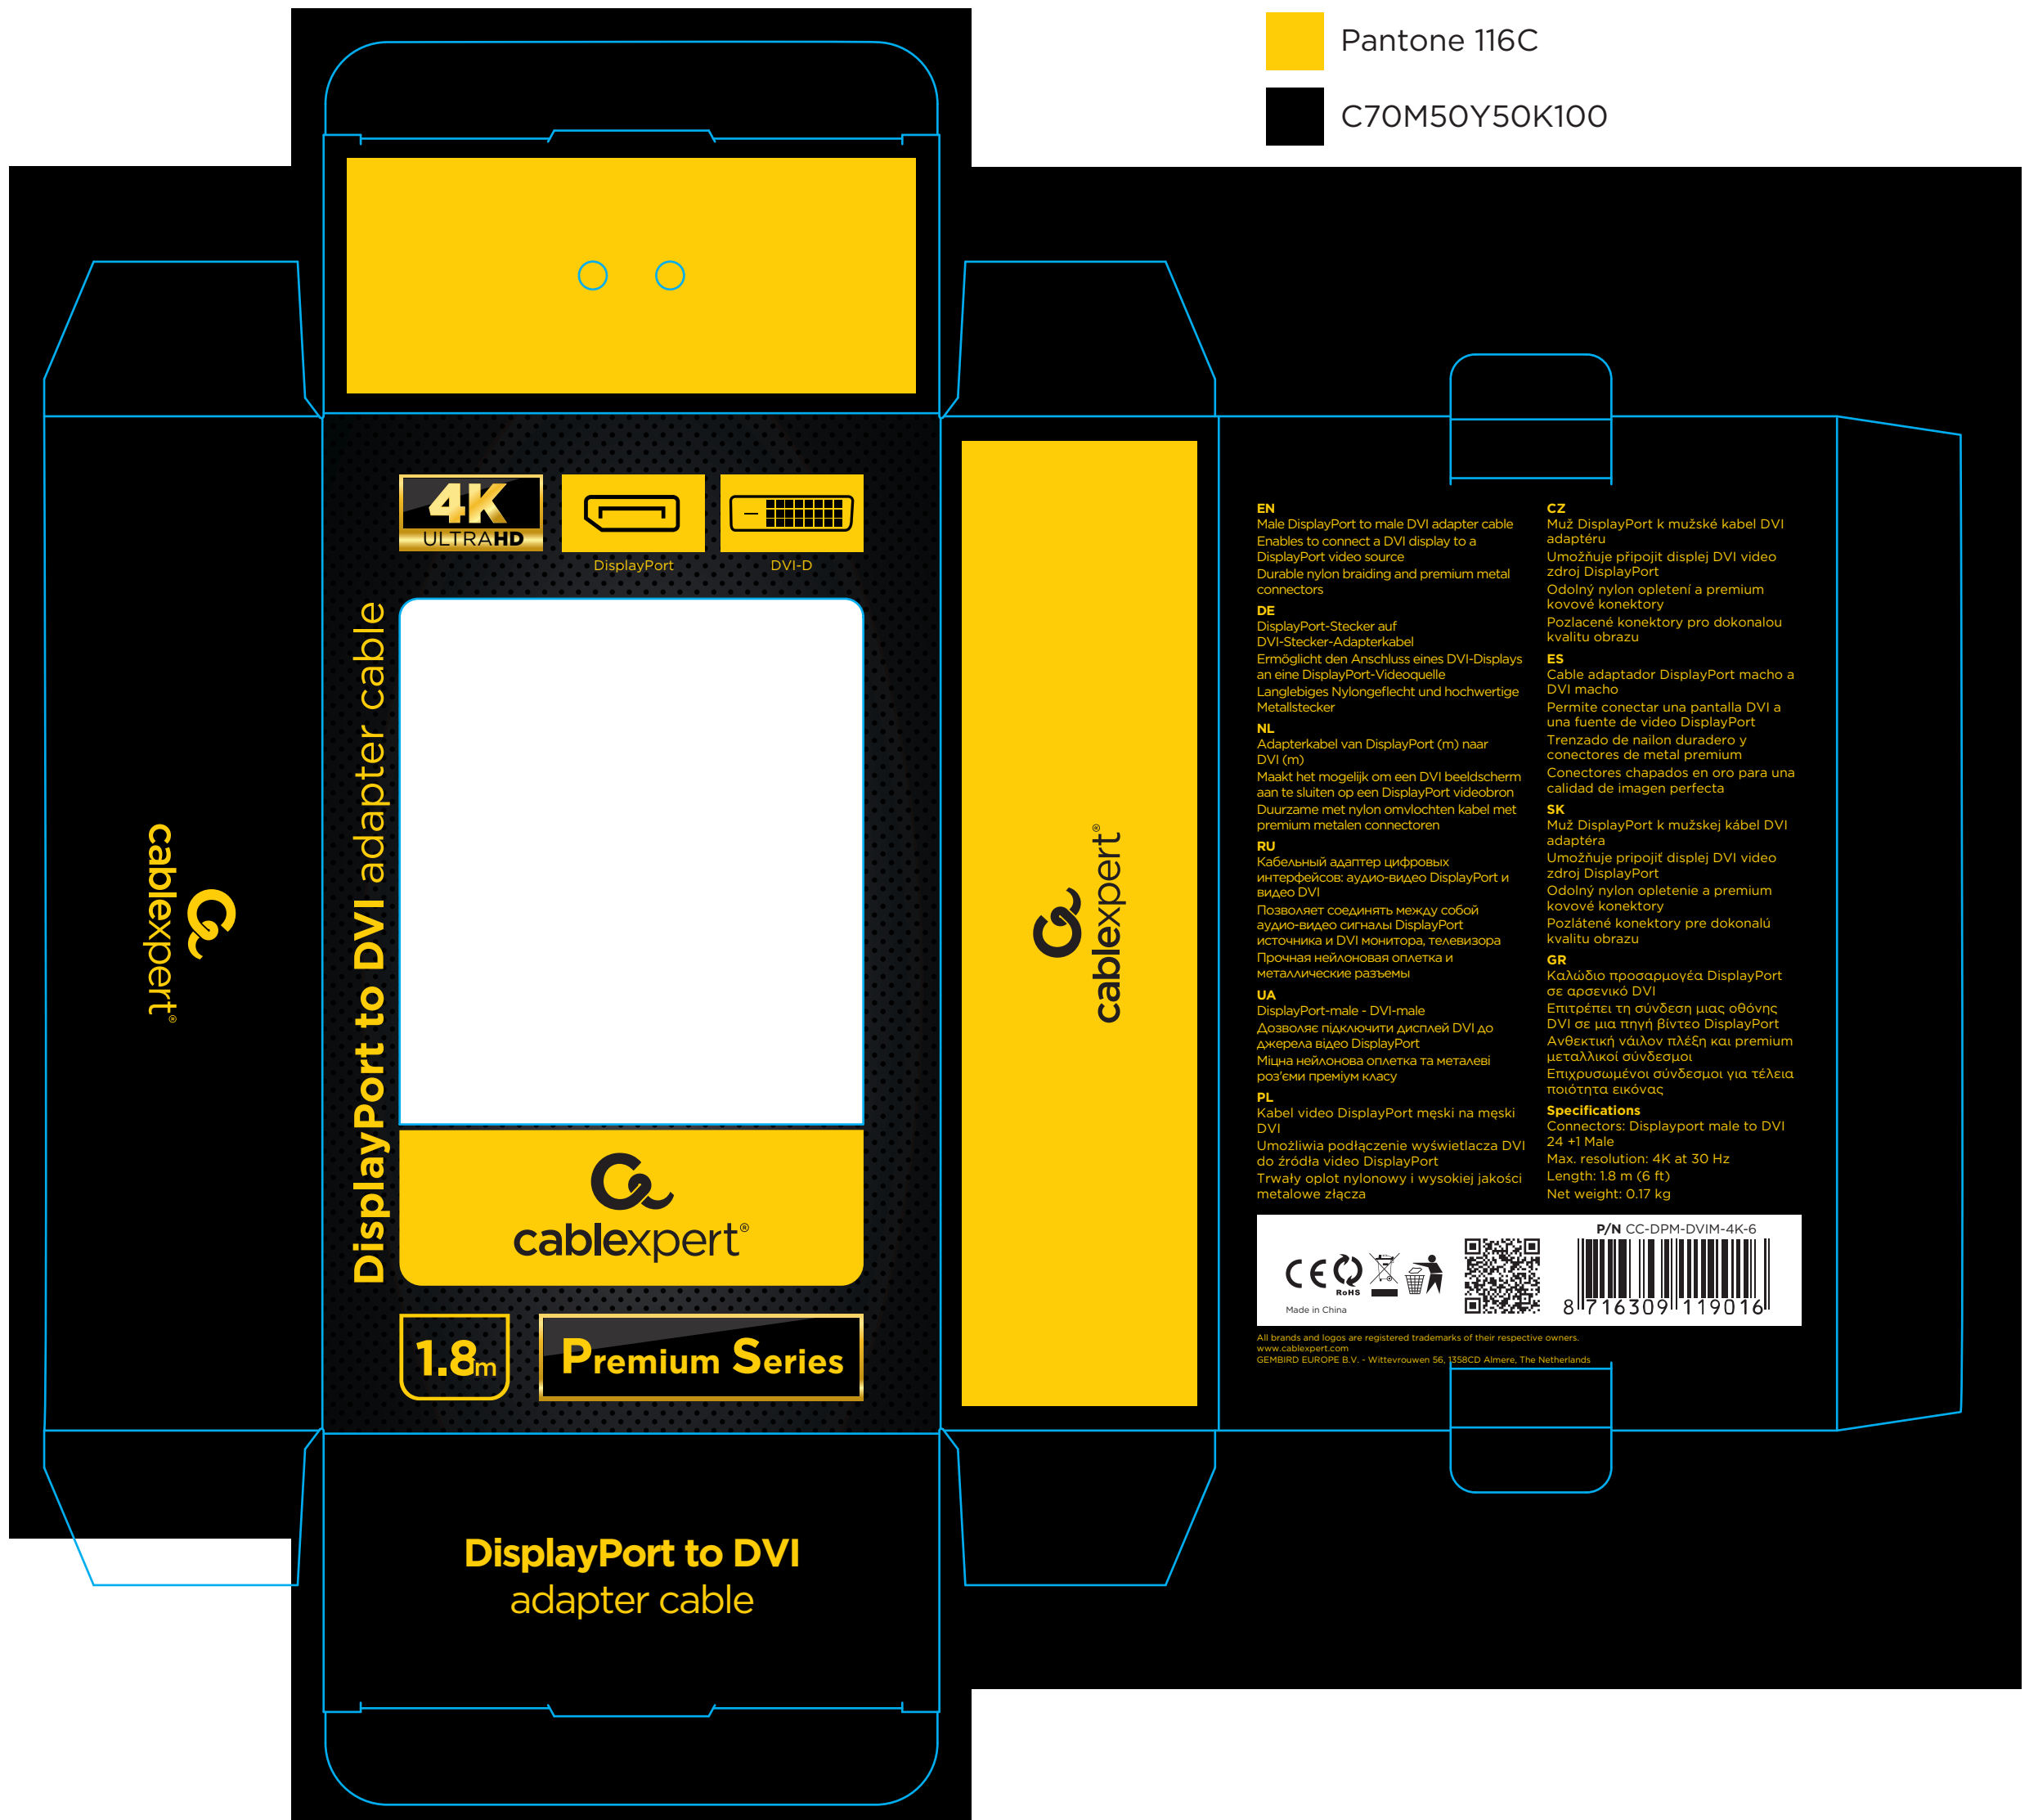 Pantone 116C
C70M50Y50K100
4K
ULTRAHD
DisplayPort
DVI-D
DisplayPort to DVI adapter cable
cablexpert®
cablexpert®
1.8m
Premium Series
cablexpert®
DisplayPort to DVI
adapter cable
EN
Male DisplayPort to male DVI adapter cable
Enables to connect a DVI display to a
DisplayPort video source
Durable nylon braiding and premium metal
connectors
DE
DisplayPort-Stecker auf
DVI-Stecker-Adapterkabel
Ermöglicht den Anschluss eines DVI-Displays
an eine DisplayPort-Videoquelle
Langlebiges Nylongeflecht und hochwertige
Metallstecker
NL
Adapterkabel van DisplayPort (m) naar
DVI (m)
Maakt het mogelijk om een DVI beeldscherm
aan te sluiten op een DisplayPort videobron
Duurzame met nylon omvlochten kabel met
premium metalen connectoren
RU
Кабельный адаптер цифровых
интерфейсов: аудио-видео DisplayPort и
видео DVI
Позволяет соединять между собой
аудио-видео сигналы DisplayPort
источника и DVI монитора, телевизора
Прочная нейлоновая оплетка и
металлические разъемы
UA
DisplayPort-male - DVI-male
Дозволяє підключити дисплей DVI до
джерела відео DisplayPort
Міцна нейлонова оплетка та металеві
роз'єми преміум класу
PL
Kabel video DisplayPort męski na męski
DVI
Umożliwia podłączenie wyświetlacza DVI
do źródła video DisplayPort
Trwały oplot nylonowy i wysokiej jakości
metalowe złącza
CZ
Muž DisplayPort k mužské kabel DVI
adaptéru
Umožňuje připojit displej DVI video
zdroj DisplayPort
Odolný nylon opletení a premium
kovové konektory
Pozlacené konektory pro dokonalou
kvalitu obrazu
ES
Cable adaptador DisplayPort macho a
DVI macho
Permite conectar una pantalla DVI a
una fuente de video DisplayPort
Trenzado de nailon duradero y
conectores de metal premium
Conectores chapados en oro para una
calidad de imagen perfecta
SK
Muž DisplayPort k mužskej kábel DVI
adaptéra
Umožňuje pripojiť displej DVI video
zdroj DisplayPort
Odolný nylon opletenie a premium
kovové konektory
Pozlátené konektory pre dokonalú
kvalitu obrazu
GR
Καλώδιο προσαρμογέα DisplayPort
σε αρσενικό DVI
Επιτρέπει τη σύνδεση μιας οθόνης
DVI σε μια πηγή βίντεο DisplayPort
Ανθεκτική νάιλον πλέξη και premium
μεταλλικοί σύνδεσμοι
Επιχρυσωμένοι σύνδεσμοι για τέλεια
ποιότητα εικόνας
Specifications
Connectors: Displayport male to DVI
24 +1 Male
Max. resolution: 4K at 30 Hz
Length: 1.8 m (6 ft)
Net weight: 0.17 kg
P/N CC-DPM-DVIM-4K-6
CE
RoHS
Made in China
8 716309 119016
All brands and logos are registered trademarks of their respective owners.
www.cablexpert.com
GEMBIRD EUROPE B.V. - Wittevrouwen 56, 1358CD Almere, The Netherlands